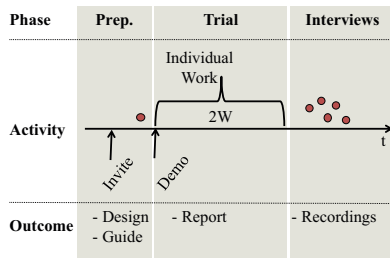 Phase Prep. Trial Interviews
Individual
Work
2W
Activity
t
Invite
Demo
Outcome - Design - Report - Recordings
- Guide